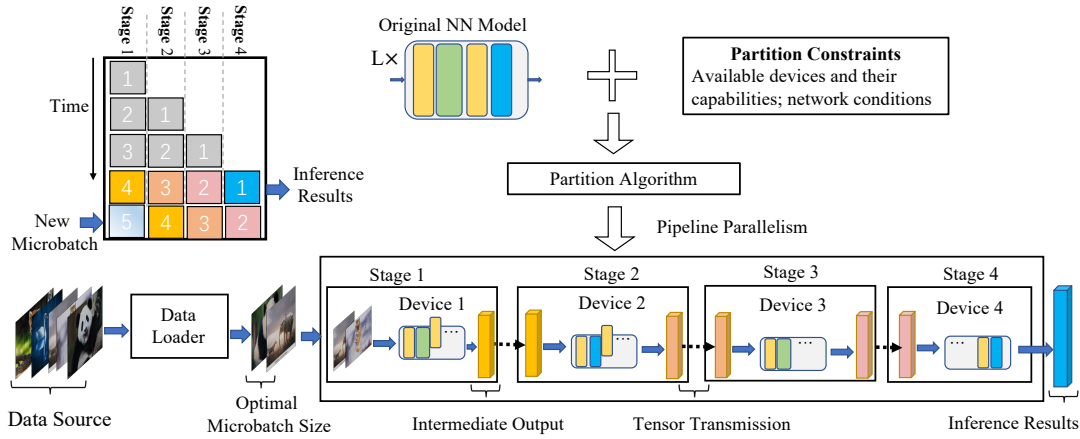 Stage 1
Stage 2
Stage 3
Stage 4
Time
1
2 1
3 2 1
4 3 2 1
5 4 3 2
New
Microbatch
Inference
Results
Original NN Model
L×
Partition Constraints
Available devices and their
capabilities; network conditions
Partition Algorithm
Pipeline Parallelism
Data
Loader
Data Source
Optimal
Microbatch Size
Stage 1
Device 1
...
Stage 2
Device 2
...
Stage 3
Device 3
...
Stage 4
Device 4
...
Intermediate Output
Tensor Transmission
Inference Results